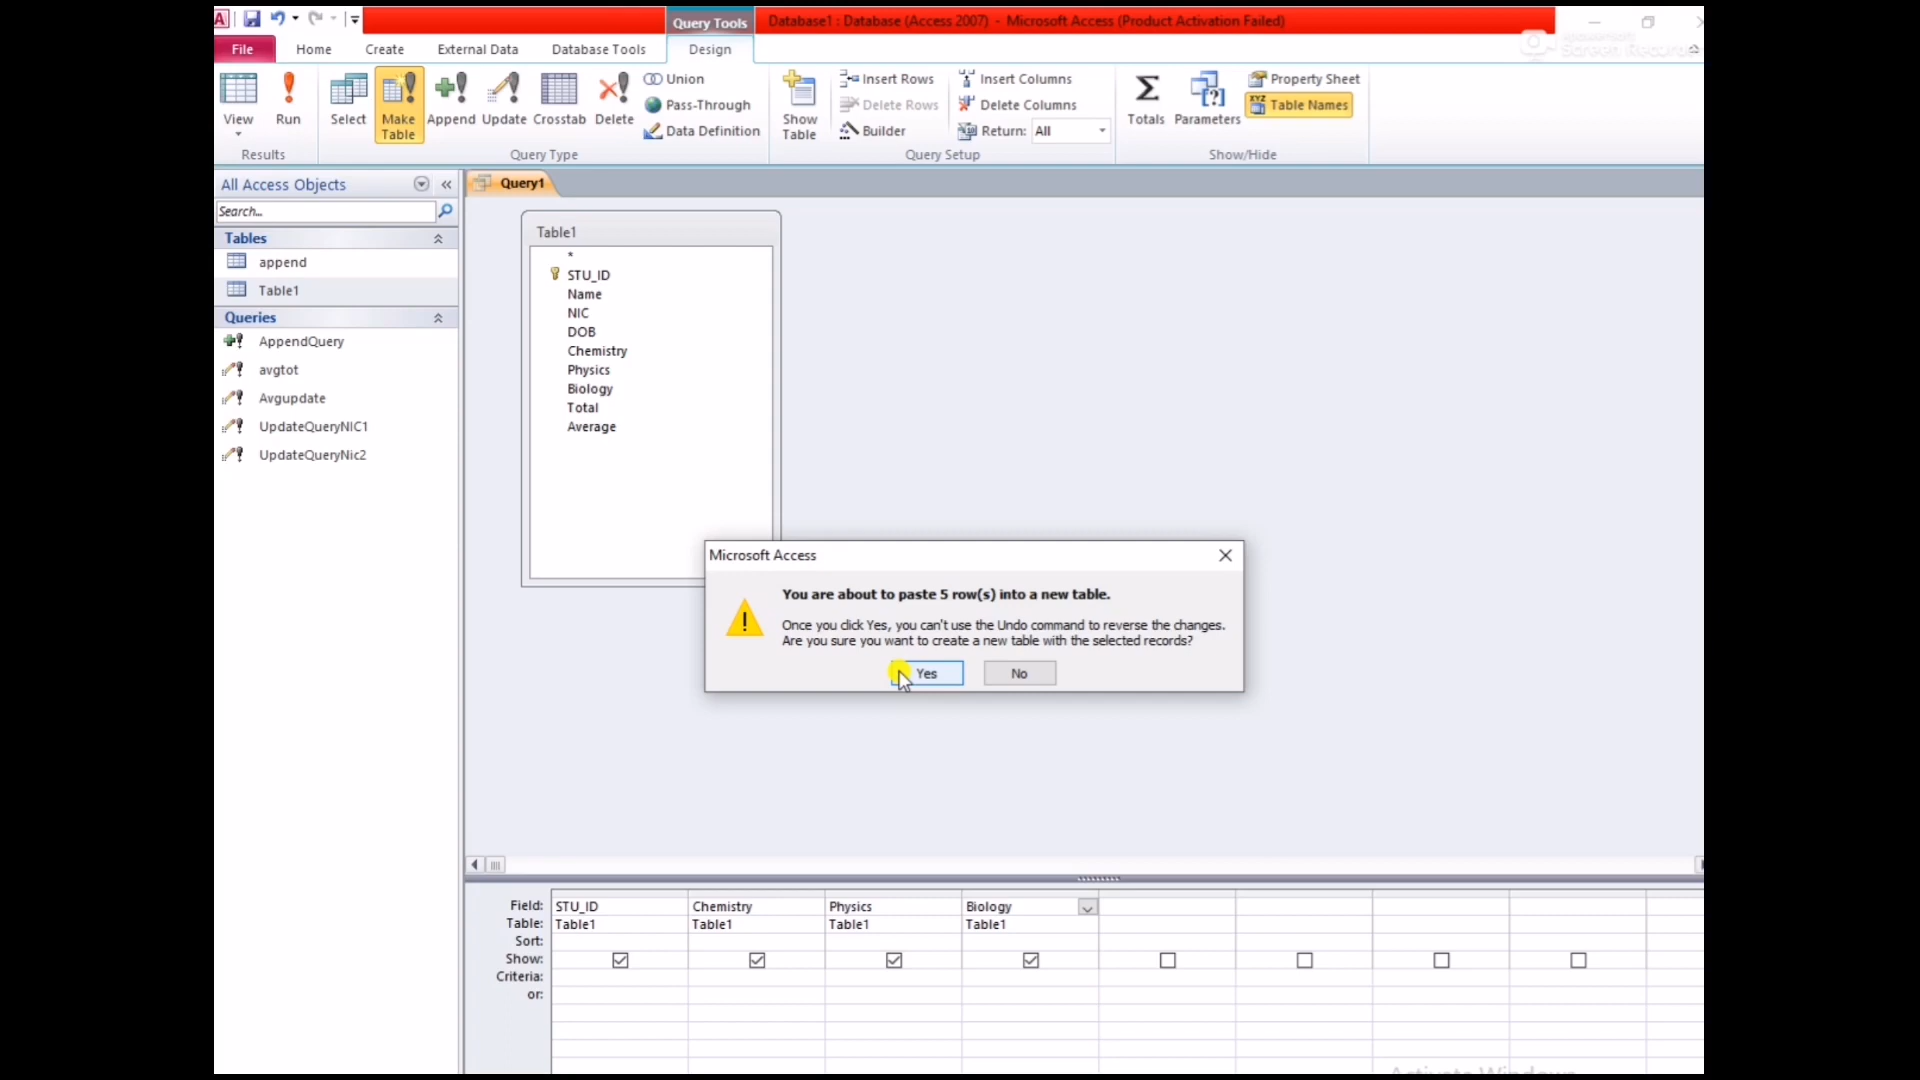 Query Tools
Database1 : Database (Access 2007) - Microsoft Access (Product Activation Failed)
File Home Create External Data Database Tools Design
View
Run
Select
Make Table
Append
Update
Crosstab
Delete
Union
Pass-Through
Data Definition
Show Table
Insert Rows
Delete Rows
Builder
Insert Columns
Delete Columns
Return: All
Totals
Parameters
Property Sheet
Table Names
Results
Query Type
Query Setup
Show/Hide
All Access Objects
Search...
Tables
append
Table1
Queries
AppendQuery
avgtot
Avgupdate
UpdateQueryNIC1
UpdateQueryNic2
Query1
Table1
*
STU_ID
Name
NIC
DOB
Chemistry
Physics
Biology
Total
Average
Microsoft Access
You are about to paste 5 row(s) into a new table.
Once you click Yes, you can't use the Undo command to reverse the changes.
Are you sure you want to create a new table with the selected records?
Yes No
Field: STU_ID Chemistry Physics Biology
Table: Table1 Table1 Table1 Table1
Sort:
Show:
Criteria:
or: